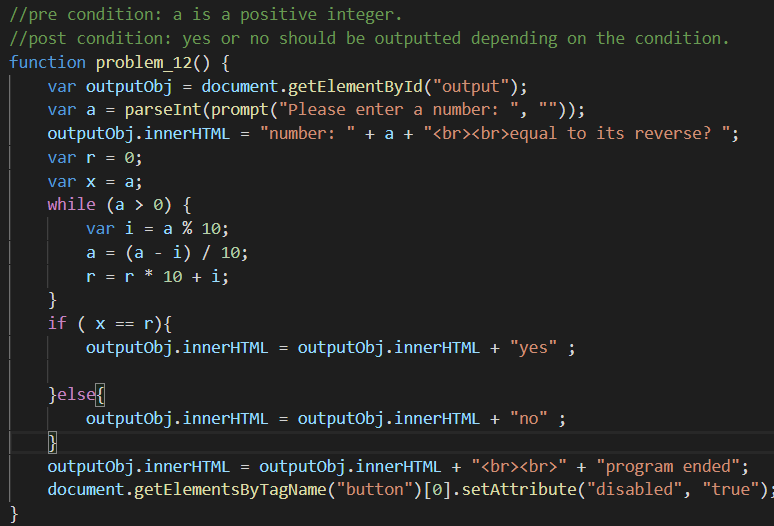 //pre condition: a is a positive integer.
//post condition: yes or no should be outputted depending on the condition.
function problem_12() {
    var outputObj = document.getElementById("output");
    var a = parseInt(prompt("Please enter a number: ", ""));
    outputObj.innerHTML = "number: " + a + "<br><br>equal to its reverse? ";
    var r = 0;
    var x = a;
    while (a > 0) {
        var i = a % 10;
        a = (a - i) / 10;
        r = r * 10 + i;
    }
    if ( x == r){
        outputObj.innerHTML = outputObj.innerHTML + "yes" ;

    }else{
        outputObj.innerHTML = outputObj.innerHTML + "no" ;
    }
    outputObj.innerHTML = outputObj.innerHTML + "<br><br>" + "program ended";
    document.getElementsByTagName("button")[0].setAttribute("disabled", "true");
}